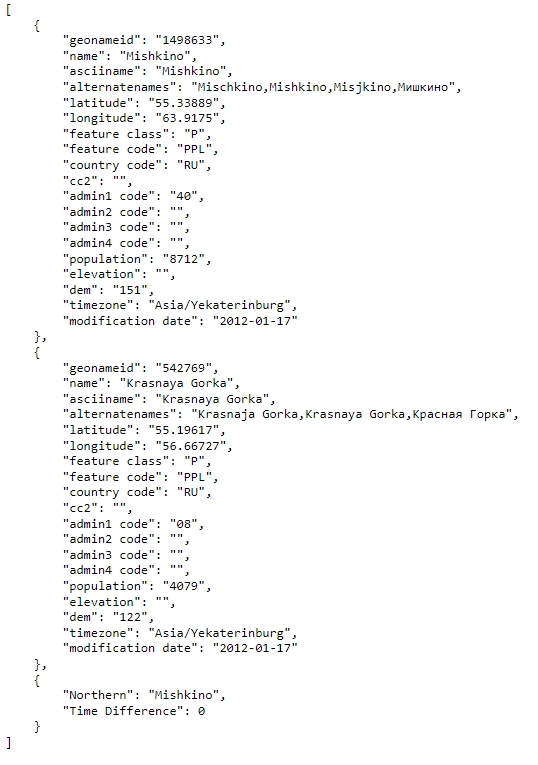 [
    {
        "geonameid": "1498633",
        "name": "Mishkino",
        "asciiname": "Mishkino",
        "alternatenames": "Mischkino,Mishkino,Misjkino,Мишкино",
        "latitude": "55.33889",
        "longitude": "63.9175",
        "feature class": "P",
        "feature code": "PPL",
        "country code": "RU",
        "cc2": "",
        "admin1 code": "40",
        "admin2 code": "",
        "admin3 code": "",
        "admin4 code": "",
        "population": "8712",
        "elevation": "",
        "dem": "151",
        "timezone": "Asia/Yekaterinburg",
        "modification date": "2012-01-17"
    },
    {
        "geonameid": "542769",
        "name": "Krasnaya Gorka",
        "asciiname": "Krasnaya Gorka",
        "alternatenames": "Krasnaja Gorka,Krasnaya Gorka,Красная Горка",
        "latitude": "55.19617",
        "longitude": "56.66727",
        "feature class": "P",
        "feature code": "PPL",
        "country code": "RU",
        "cc2": "",
        "admin1 code": "08",
        "admin2 code": "",
        "admin3 code": "",
        "admin4 code": "",
        "population": "4079",
        "elevation": "",
        "dem": "122",
        "timezone": "Asia/Yekaterinburg",
        "modification date": "2012-01-17"
    },
    {
        "Northern": "Mishkino",
        "Time Difference": 0
    }
]